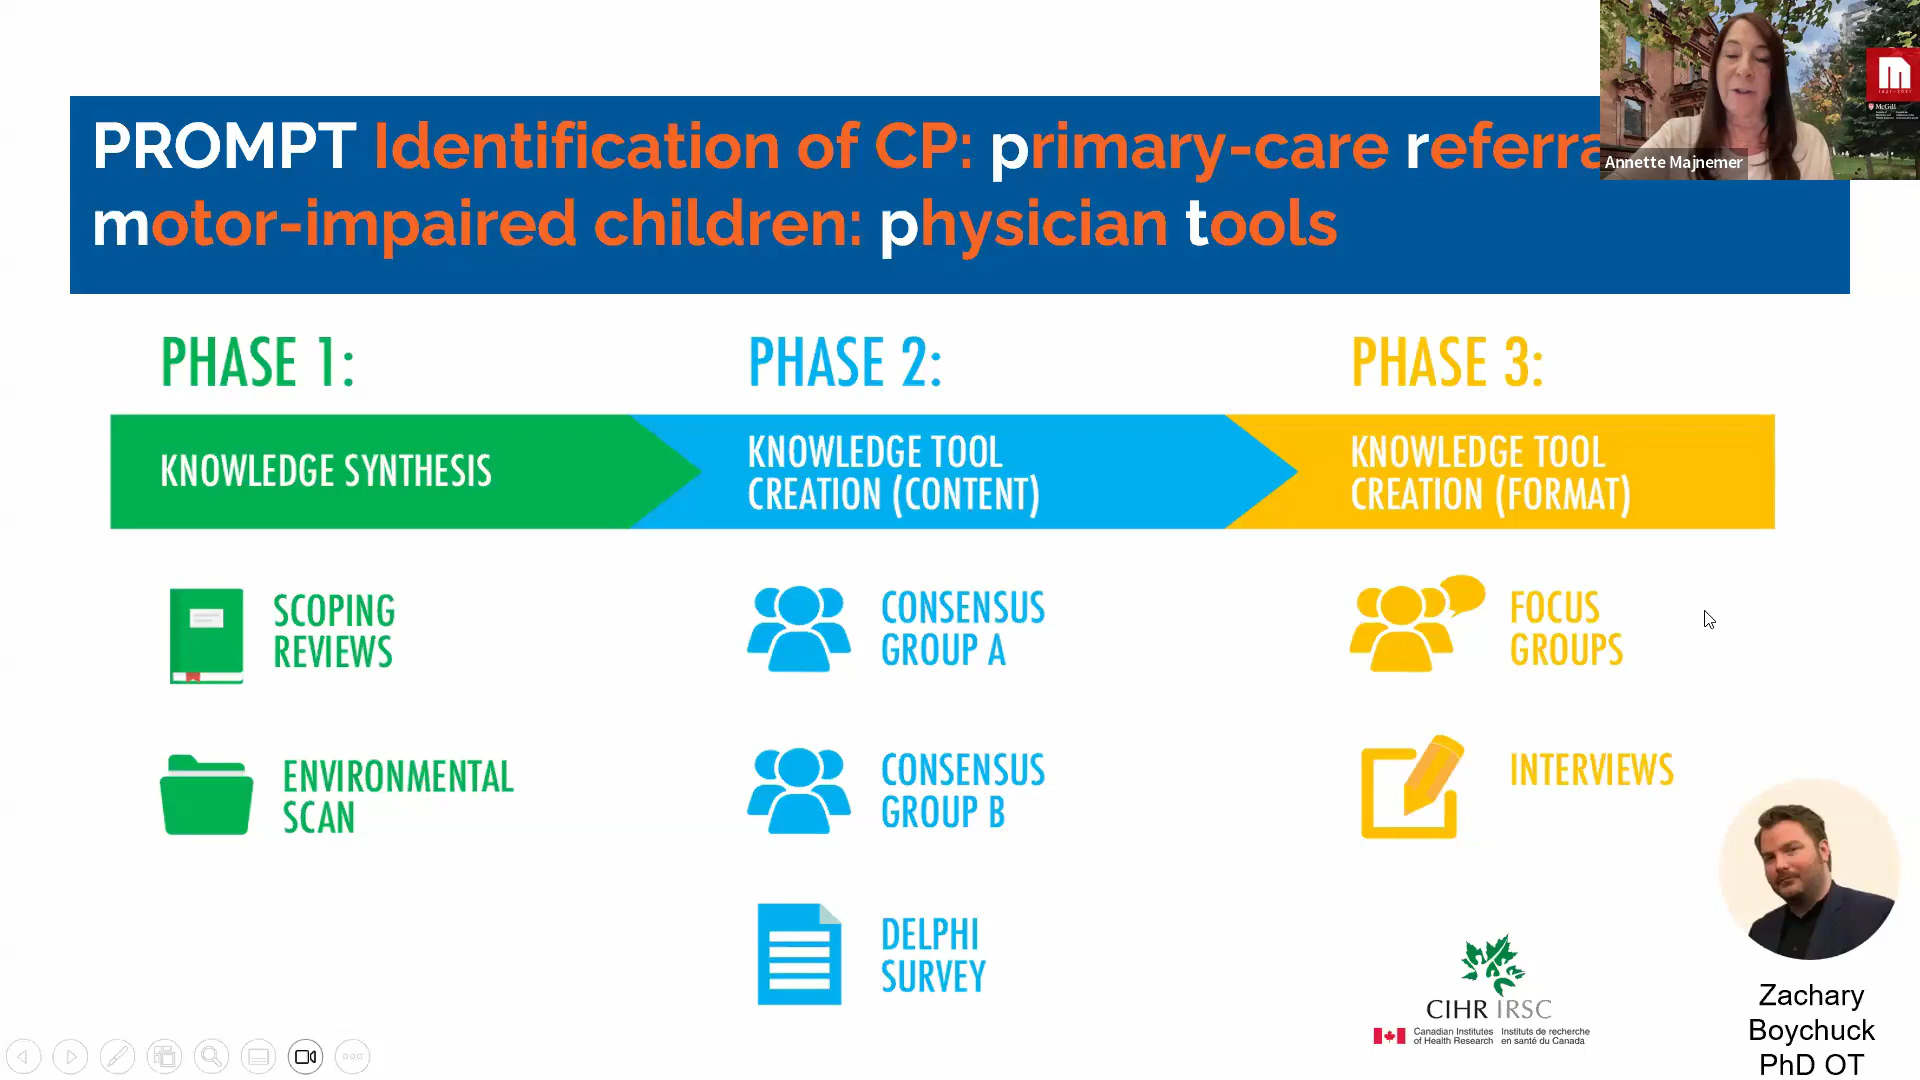 PROMPT Identification of CP: primary-care referra
motor-impaired children: physician tools
Annette Majnemer
McGill
PHASE 1:
PHASE 2:
PHASE 3:
KNOWLEDGE SYNTHESIS
KNOWLEDGE TOOL
CREATION (CONTENT)
KNOWLEDGE TOOL
CREATION (FORMAT)
SCOPING
REVIEWS
CONSENSUS
GROUP A
FOCUS
GROUPS
ENVIRONMENTAL
SCAN
CONSENSUS
GROUP B
INTERVIEWS
DELPHI
SURVEY
CIHR IRSC
Canadian Institutes
of Health Research
Instituts de recherche
en santé du Canada
Zachary
Boychuck
PhD OT